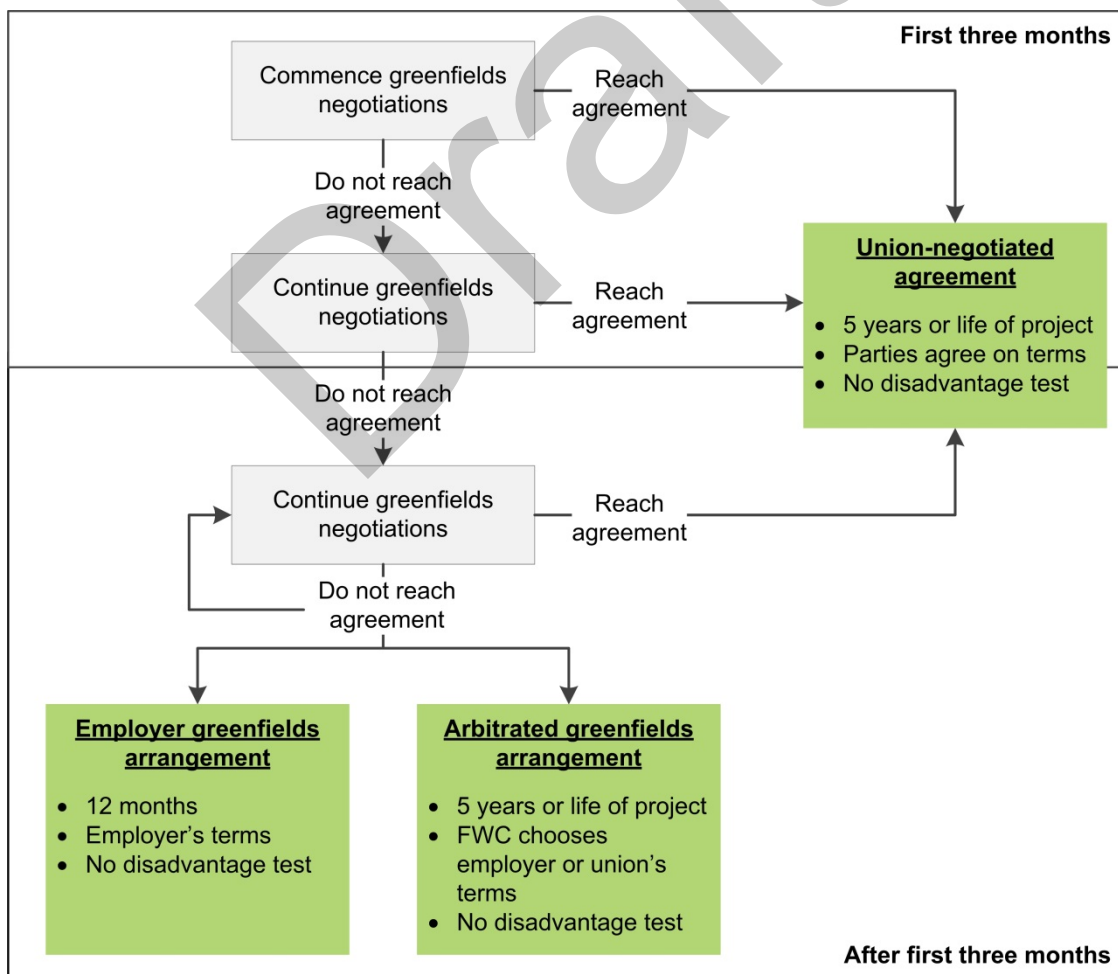 First three months
Commence greenfields
negotiations
Reach
agreement
Do not reach
agreement
Continue greenfields
negotiations
Reach
agreement
Union-negotiated
agreement
• 5 years or life of project
• Parties agree on terms
• No disadvantage test
Do not reach
agreement
Continue greenfields
negotiations
Reach
agreement
Do not reach
agreement
Employer greenfields
arrangement
• 12 months
• Employer’s terms
• No disadvantage test
Arbitrated greenfields
arrangement
• 5 years or life of project
• FWC chooses
employer or union’s
terms
• No disadvantage test
After first three months